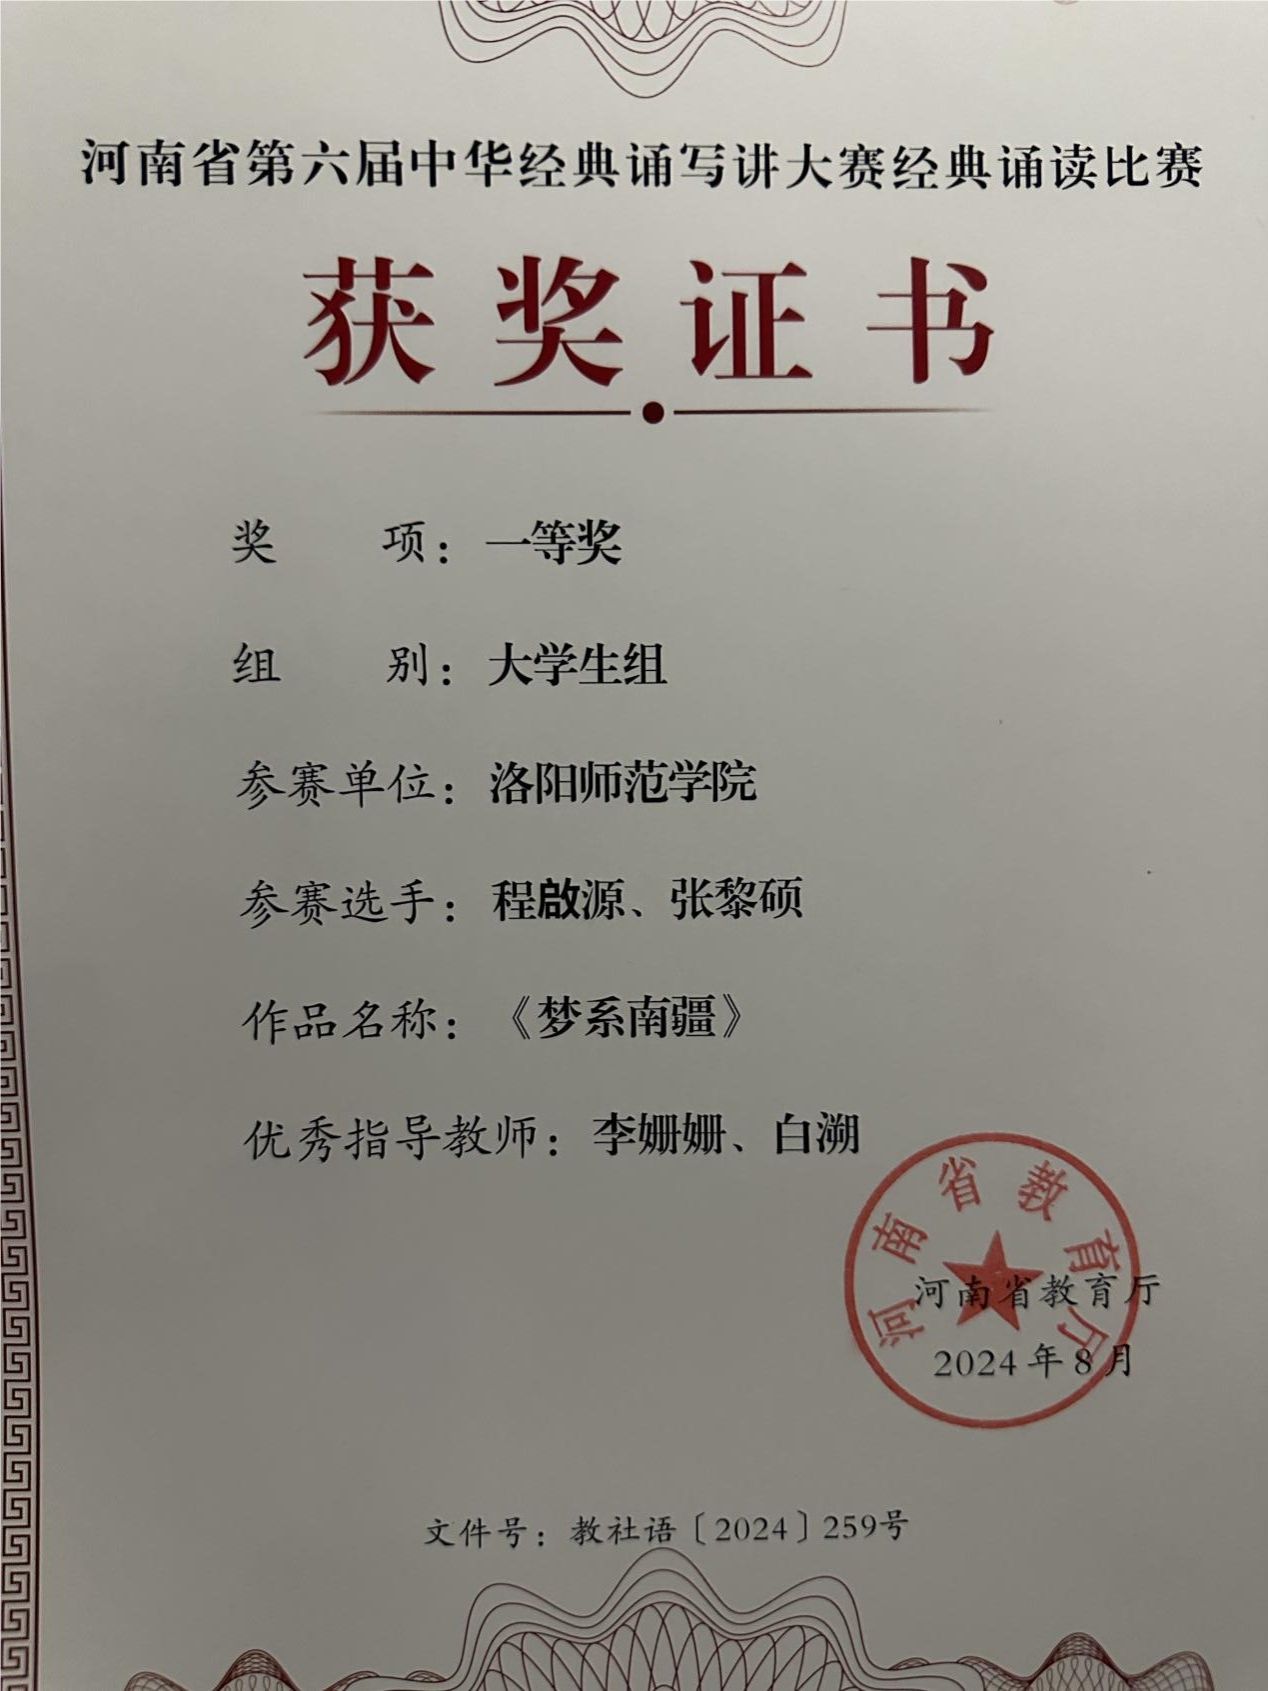 河南省第六届中华经典诵写讲大赛经典诵读比赛
获奖证书
奖项：一等奖
组别：大学生组
参赛单位：洛阳师范学院
参赛选手：程啟源、张黎硕
作品名称：《梦系南疆》
优秀指导教师：李姗姗、白溯
河南省教育厅
河南省教育厅
2024年8月
文件号：教社语〔2024〕259号